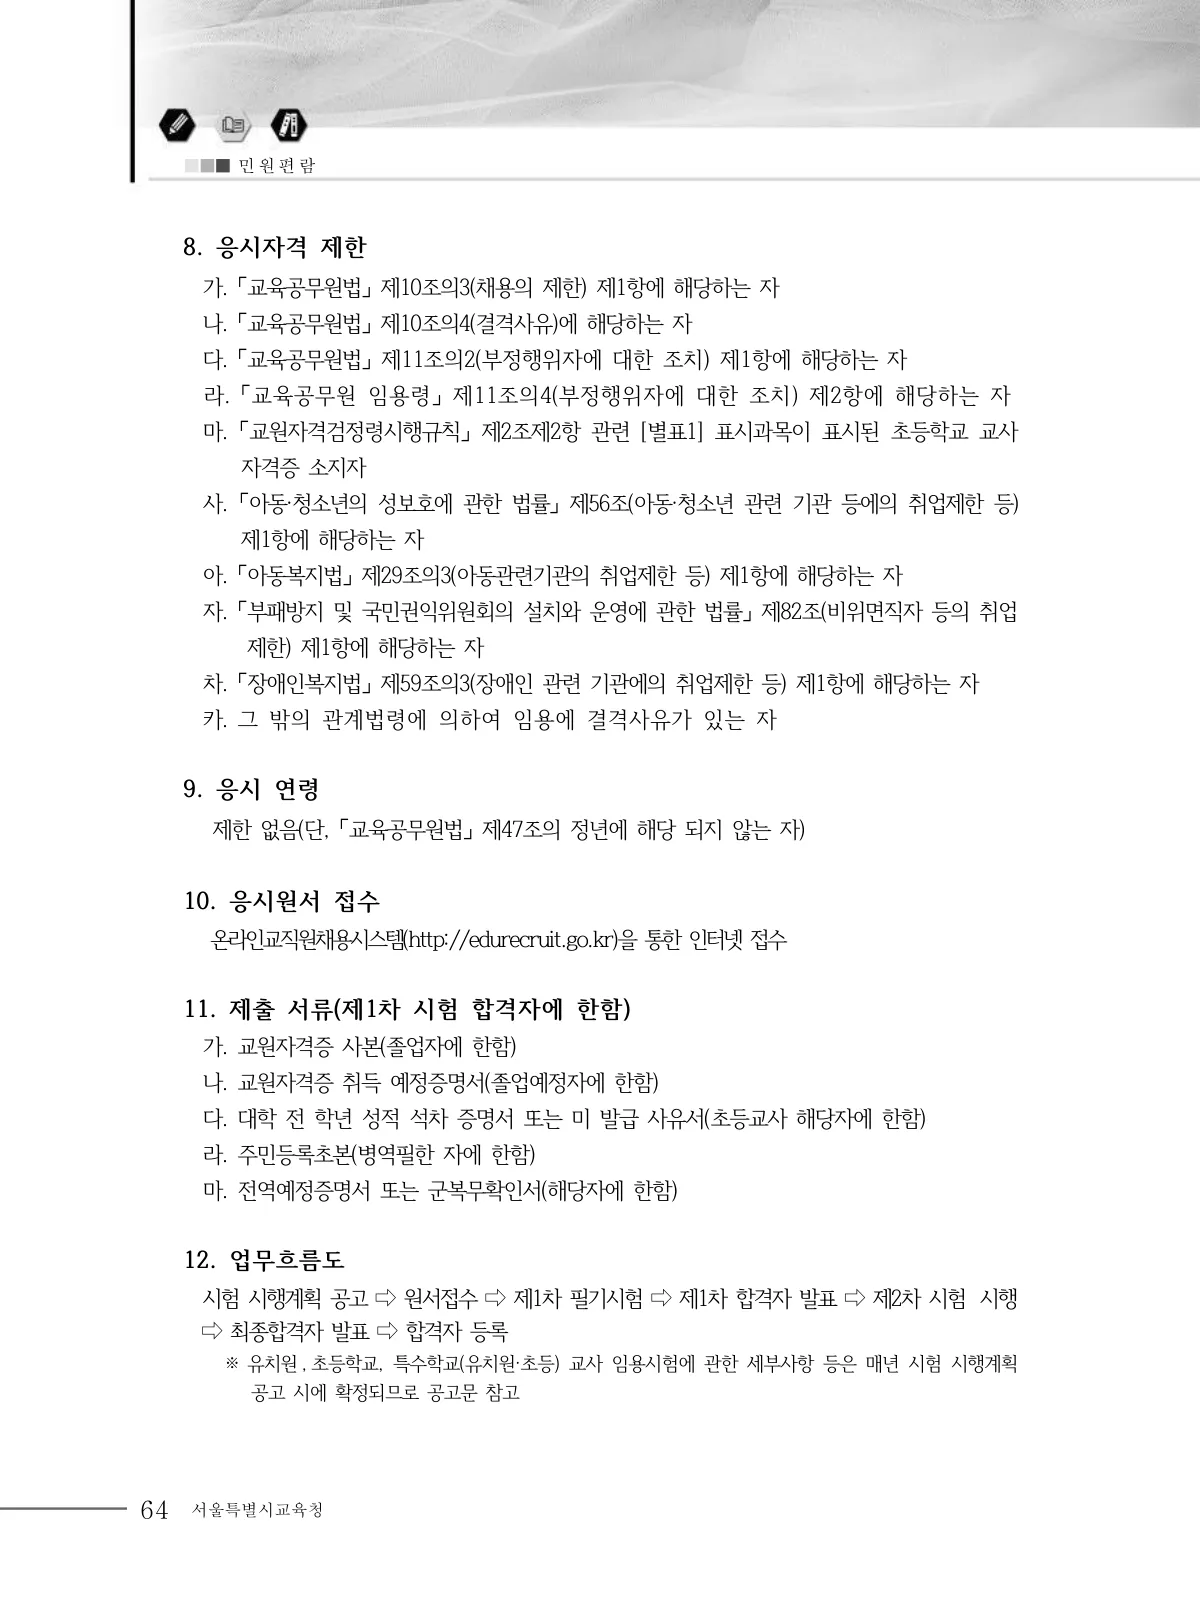 민원편람
8. 응시자격 제한
가. 「교육공무원법」 제10조의3(채용의 제한) 제1항에 해당하는 자
나. 「교육공무원법」 제10조의4(결격사유)에 해당하는 자
다. 「교육공무원법」 제11조의2(부정행위자에 대한 조치) 제1항에 해당하는 자
라. 「교육공무원 임용령」 제11조의4(부정행위자에 대한 조치) 제2항에 해당하는 자
마. 「교원자격검정령시행규칙」 제2조제2항 관련 [별표1] 표시과목이 표시된 초등학교 교사
자격증 소지자
사. 「아동·청소년의 성보호에 관한 법률」 제56조(아동·청소년 관련 기관 등에의 취업제한 등)
제1항에 해당하는 자
아. 「아동복지법」 제29조의3(아동관련기관의 취업제한 등) 제1항에 해당하는 자
자. 「부패방지 및 국민권익위원회의 설치와 운영에 관한 법률」 제82조(비위면직자 등의 취업
제한) 제1항에 해당하는 자
차. 「장애인복지법」 제59조의3(장애인 관련 기관에의 취업제한 등) 제1항에 해당하는 자
카. 그 밖의 관계법령에 의하여 임용에 결격사유가 있는 자
9. 응시 연령
제한 없음(단, 「교육공무원법」 제47조의 정년에 해당 되지 않는 자)
10. 응시원서 접수
온라인교직원채용시스템(http://edurecruit.go.kr)을 통한 인터넷 접수
11. 제출 서류(제1차 시험 합격자에 한함)
가. 교원자격증 사본(졸업자에 한함)
나. 교원자격증 취득 예정증명서(졸업예정자에 한함)
다. 대학 전 학년 성적 석차 증명서 또는 미 발급 사유서(초등교사 해당자에 한함)
라. 주민등록초본(병역필한 자에 한함)
마. 전역예정증명서 또는 군복무확인서(해당자에 한함)
12. 업무흐름도
시험 시행계획 공고 ⇨ 원서접수 ⇨ 제1차 필기시험 ⇨ 제1차 합격자 발표 ⇨ 제2차 시험 시행
⇨ 최종합격자 발표 ⇨ 합격자 등록
※ 유치원, 초등학교, 특수학교(유치원·초등) 교사 임용시험에 관한 세부사항 등은 매년 시험 시행계획
공고 시에 확정되므로 공고문 참고
64 서울특별시교육청